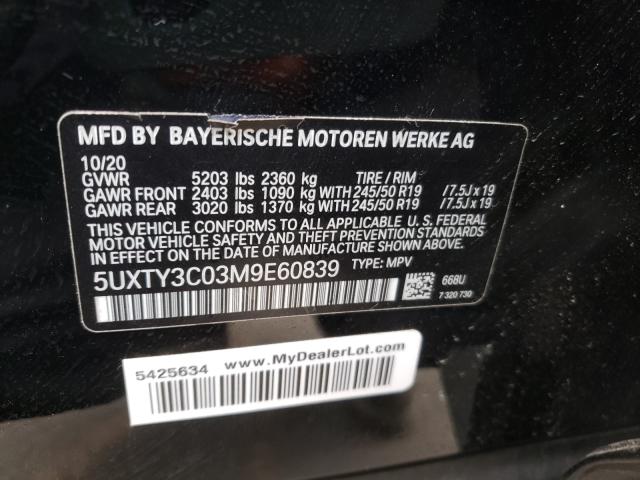 MFD BY BAYERISCHE MOTOREN WERKE AG
10/20
GVWR 5203 lbs 2360 kg TIRE / RIM
GAWR FRONT 2403 lbs 1090 kg WITH 245/50 R19 /7.5J x 19
GAWR REAR 3020 lbs 1370 kg WITH 245/50 R19 /7.5J x 19
THIS VEHICLE CONFORMS TO ALL APPLICABLE U. S. FEDERAL
MOTOR VEHICLE SAFETY, BUMPER, AND THEFT PREVENTION STANDARDS
IN EFFECT ON THE DATE OF MANUFACTURE SHOWN ABOVE.
5UXTY3C03M9E60839 TYPE: MPV
668U
7 320 730
5425634 www.MyDealerLot.com